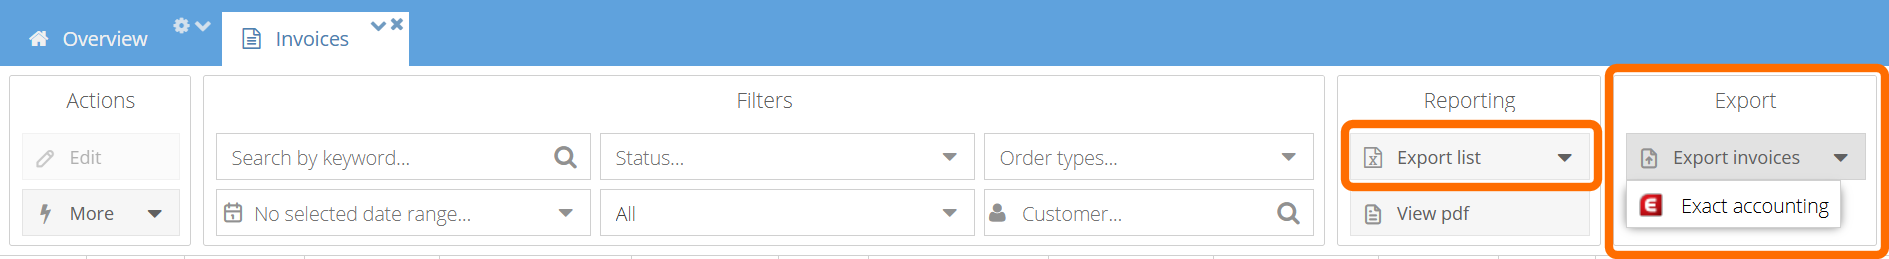 Overview
Invoices
Actions
Edit
More
Filters
Search by keyword...
Status...
Order types...
No selected date range...
All
Customer...
Reporting
Export list
View pdf
Export
Export invoices
Exact accounting